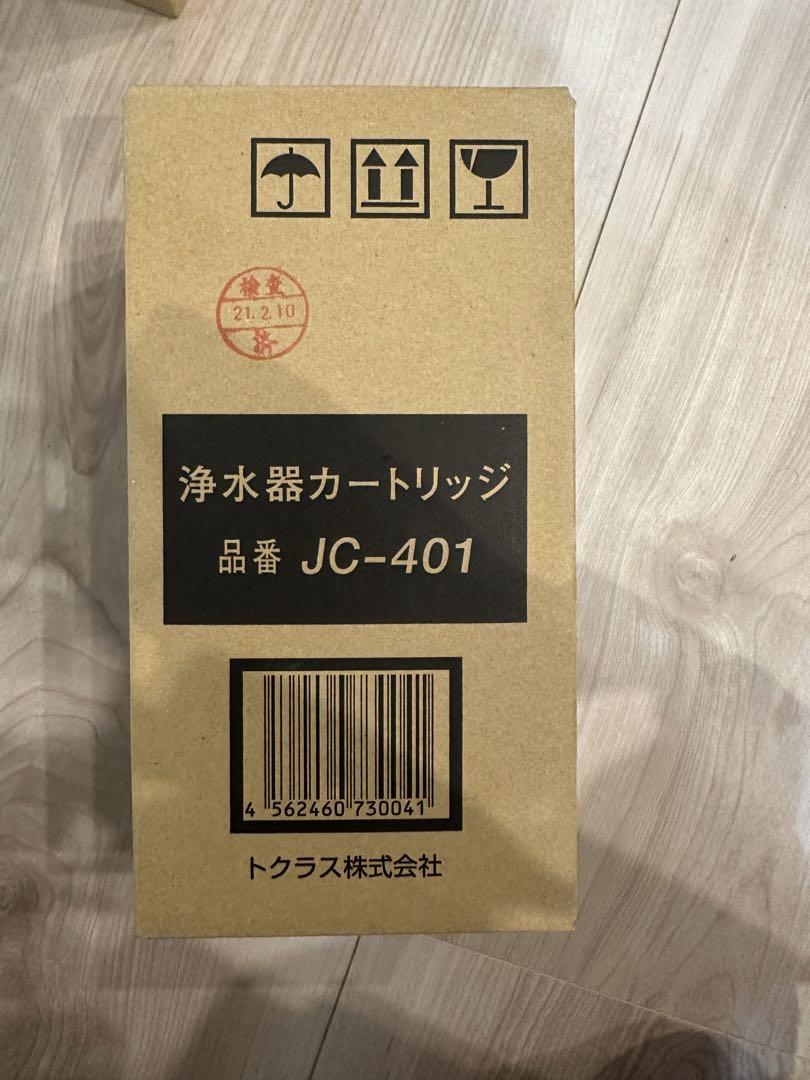 検査
21.2.10
済
浄水器カートリッジ
品番 JC-401
4 562460 730041
トクラス株式会社